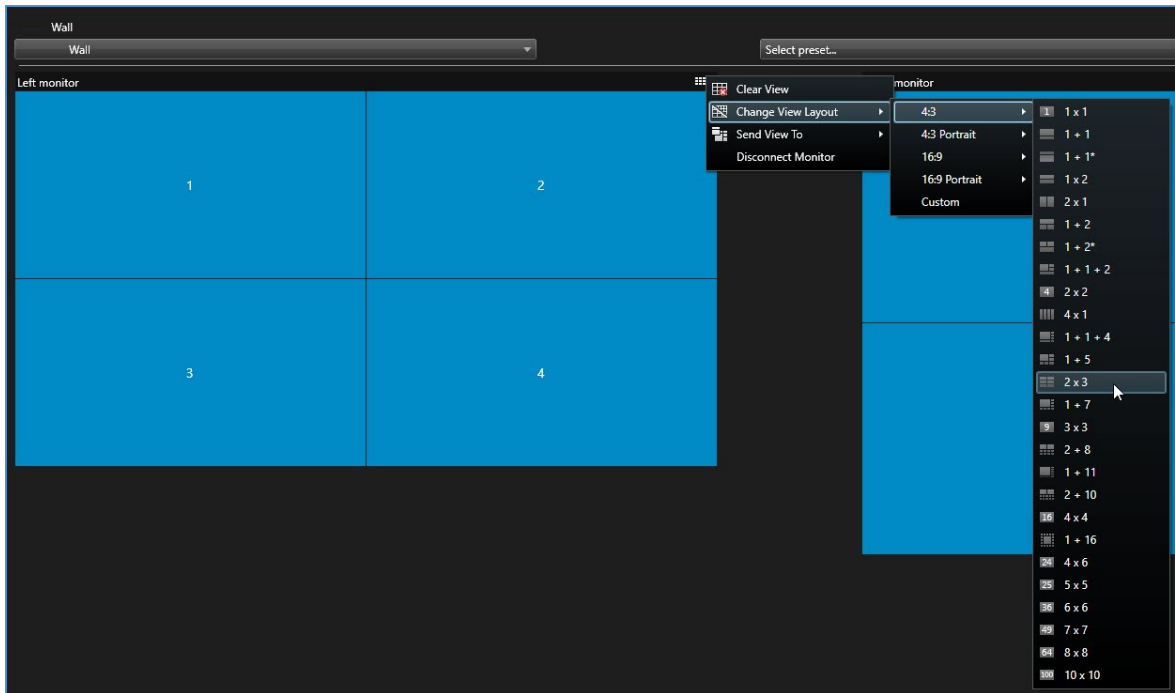 Wall
Wall
Select preset...
Left monitor
monitor
1
2
3
4
Clear View
Change View Layout
Send View To
Disconnect Monitor
4:3
4:3 Portrait
16:9
16:9 Portrait
Custom
1 1 x 1
1 + 1
1 + 1*
1 x 2
2 x 1
1 + 2
1 + 2*
1 + 1 + 2
4 2 x 2
4 x 1
1 + 1 + 4
1 + 5
2 x 3
1 + 7
9 3 x 3
2 + 8
1 + 11
2 + 10
16 4 x 4
1 + 16
24 4 x 6
25 5 x 5
36 6 x 6
49 7 x 7
64 8 x 8
100 10 x 10